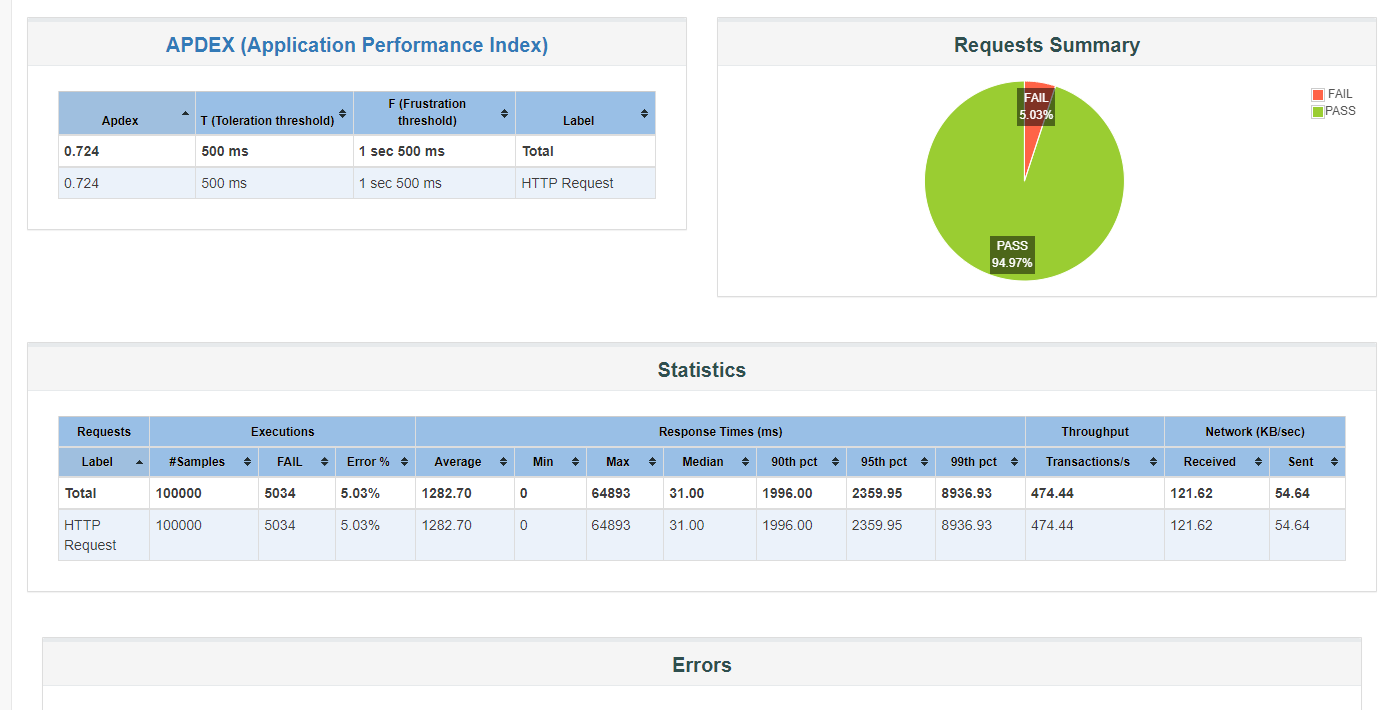 APDEX (Application Performance Index)
Apdex T (Toleration threshold) F (Frustration threshold) Label
0.724 500 ms 1 sec 500 ms Total
0.724 500 ms 1 sec 500 ms HTTP Request
Requests Summary
FAIL
5.03%
PASS
94.97%
FAIL
PASS
Statistics
Requests Executions Response Times (ms) Throughput Network (KB/sec)
Label #Samples FAIL Error % Average Min Max Median 90th pct 95th pct 99th pct Transactions/s Received Sent
Total 100000 5034 5.03% 1282.70 0 64893 31.00 1996.00 2359.95 8936.93 474.44 121.62 54.64
HTTP Request 100000 5034 5.03% 1282.70 0 64893 31.00 1996.00 2359.95 8936.93 474.44 121.62 54.64
Errors